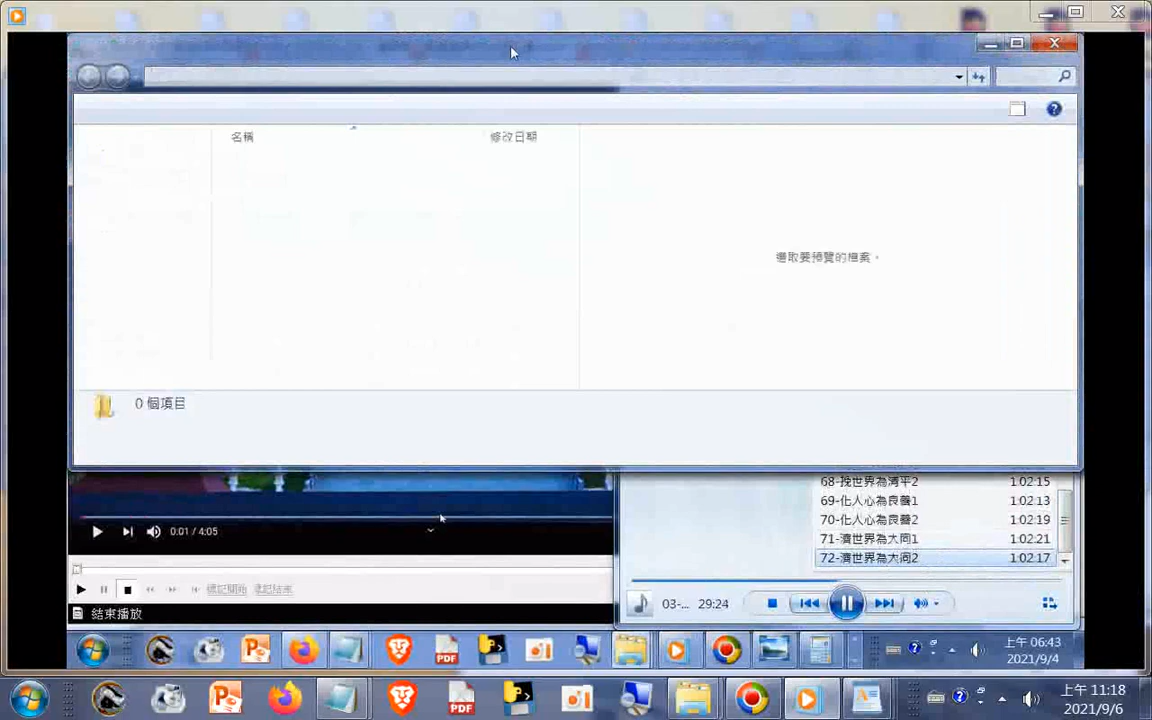 名稱
修改日期
選取要預覽的檔案。
0 個項目
68-挽世界為清平2
1:02:15
69-化人心為良善1
1:02:13
70-化人心為良善2
1:02:19
71-濟世界為大同1
1:02:21
72-濟世界為大同2
1:02:17
0:01 / 4:05
標記開始
標記結束
03-...
29:24
結束播放
PDF
上午 06:43
2021/9/4
PDF
上午 11:18
2021/9/6